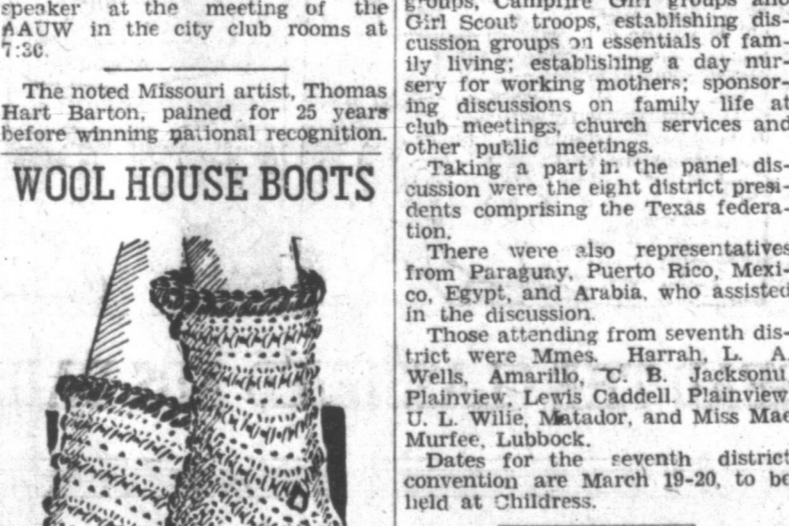 speaker at the meeting of the
AAUW in the city club rooms at
7:30.
The noted Missouri artist, Thomas
Hart Barton, pained for 25 years
before winning national recognition.
WOOL HOUSE BOOTS
groups, Campfire Girl groups and
Girl Scout troops, establishing dis-
cussion groups on essentials of fam-
ily living; establishing a day nur-
sery for working mothers; sponsor-
ing discussions on family life at
club meetings, church services and
other public meetings.
Taking a part in the panel dis-
cussion were the eight district presi-
dents comprising the Texas federa-
tion.
There were also representatives
from Paraguay, Puerto Rico, Mexi-
co, Egypt, and Arabia, who assisted
in the discussion.
Those attending from seventh dis-
trict were Mmes. Harrah, L. A.
Wells, Amarillo, C. B. Jacksonu
Plainview, Lewis Caddell. Plainview
U. L. Wilie, Matador, and Miss Mae
Murfee, Lubbock.
Dates for the seventh district
convention are March 19-20, to be
held at Childress.